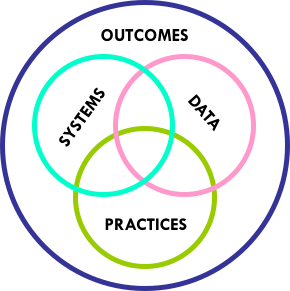 OUTCOMES
SYSTEMS
DATA
PRACTICES